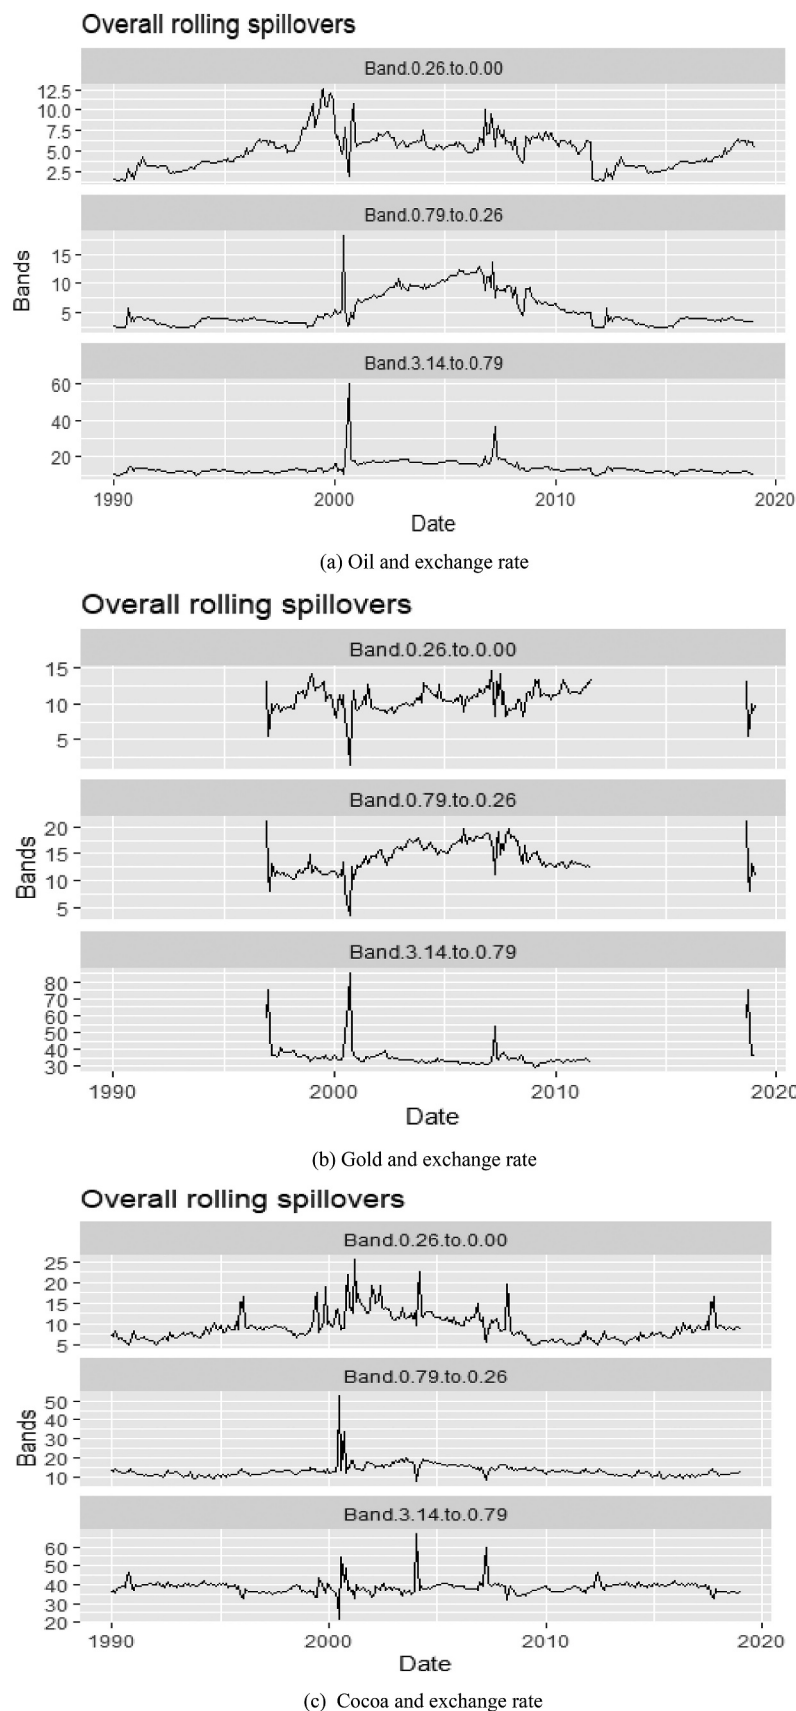 Overall rolling spillovers
Band.0.26.to.0.00
12.5
10.0
7.5
5.0
2.5
Band.0.79.to.0.26
Bands
15
10
5
Band.3.14.to.0.79
60
40
20
1990 2000 2010 2020
Date
(a) Oil and exchange rate
Overall rolling spillovers
Band.0.26.to.0.00
15
10
5
Band.0.79.to.0.26
Bands
20
15
10
5
Band.3.14.to.0.79
80
70
60
50
40
30
1990 2000 2010 2020
Date
(b) Gold and exchange rate
Overall rolling spillovers
Band.0.26.to.0.00
25
20
15
10
5
Band.0.79.to.0.26
Bands
50
40
30
20
10
Band.3.14.to.0.79
60
50
40
30
20
1990 2000 2010 2020
Date
(c) Cocoa and exchange rate